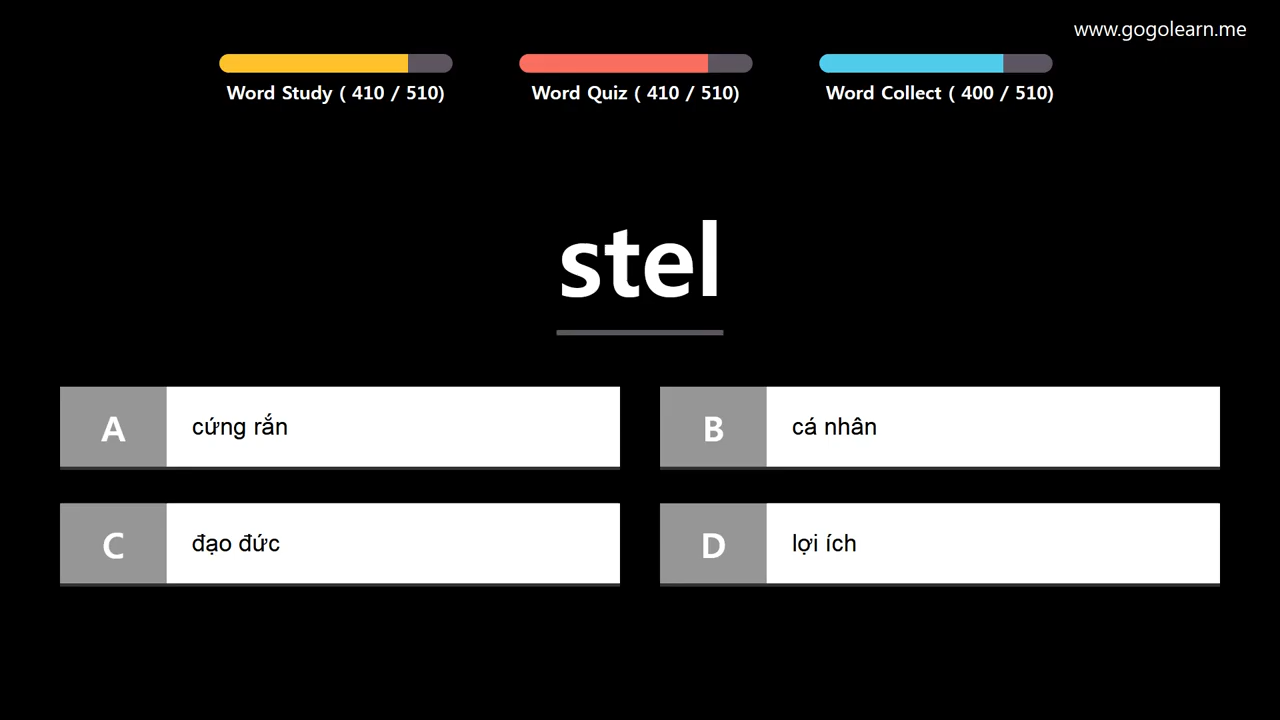 www.gogolearn.me
Word Study ( 410 / 510)
Word Quiz ( 410 / 510)
Word Collect ( 400 / 510)
stel
A cứng rắn
B cá nhân
C đạo đức
D lợi ích